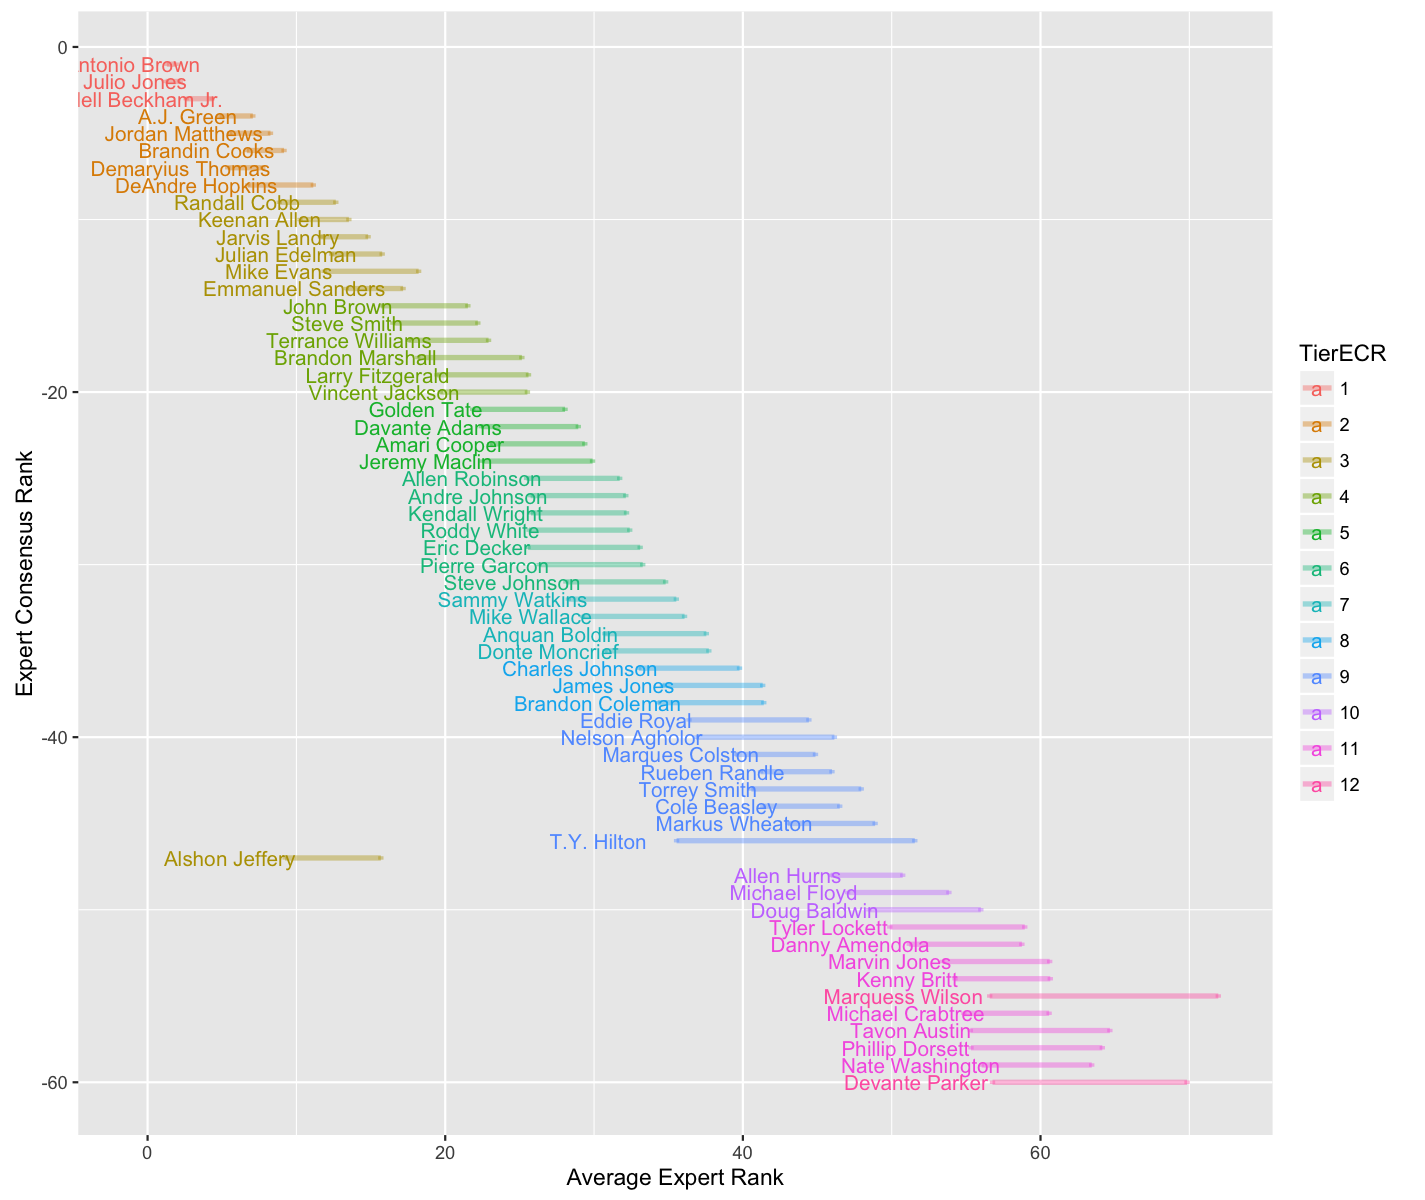 0
ntonio Brown
Julio Jones
dell Beckham Jr.
A.J. Green
Jordan Matthews
Brandin Cooks
Demaryius Thomas
DeAndre Hopkins
Randall Cobb
Keenan Allen
Jarvis Landry
Julian Edelman
Mike Evans
Emmanuel Sanders
John Brown
Steve Smith
Terrance Williams
Brandon Marshall
Larry Fitzgerald
-20
Vincent Jackson
Golden Tate
Davante Adams
Amari Cooper
Jeremy Maclin
Allen Robinson
Andre Johnson
Kendall Wright
Roddy White
Eric Decker
Pierre Garcon
Steve Johnson
Sammy Watkins
Mike Wallace
Anquan Boldin
Donte Moncrief
Charles Johnson
James Jones
Brandon Coleman
Eddie Royal
-40
Nelson Agholor
Marques Colston
Rueben Randle
Torrey Smith
Cole Beasley
Markus Wheaton
T.Y. Hilton
Alshon Jeffery
Allen Hurns
Michael Floyd
Doug Baldwin
Tyler Lockett
Danny Amendola
Marvin Jones
Kenny Britt
Marquess Wilson
Michael Crabtree
Tavon Austin
Phillip Dorsett
Nate Washington
-60
Devante Parker
0 20 40 60
Average Expert Rank
Expert Consensus Rank
TierECR
a 1
a 2
a 3
a 4
a 5
a 6
a 7
a 8
a 9
a 10
a 11
a 12